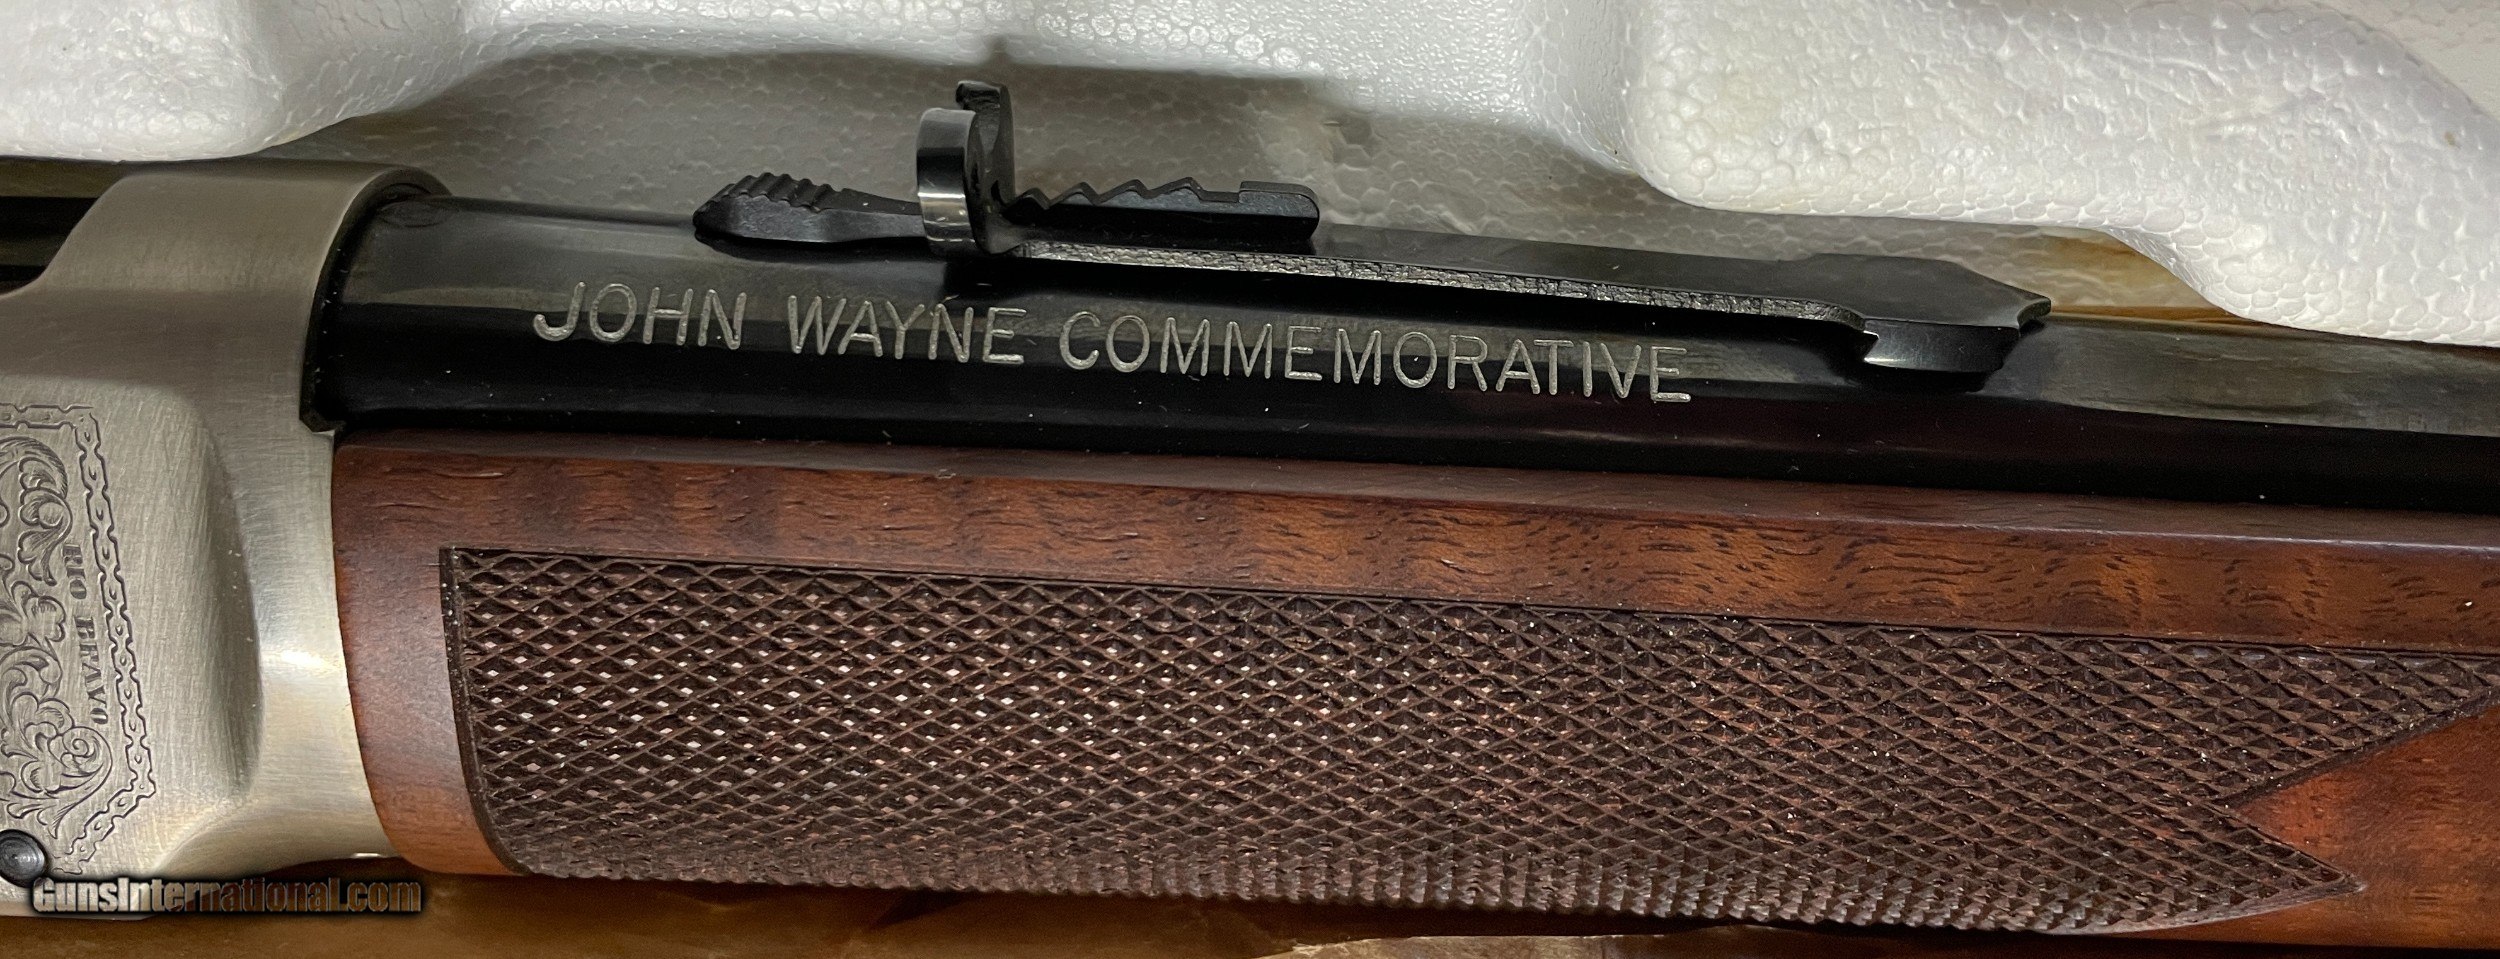 JOHN WAYNE COMMEMORATIVE
RIO BRAVO
GunsInternational.com